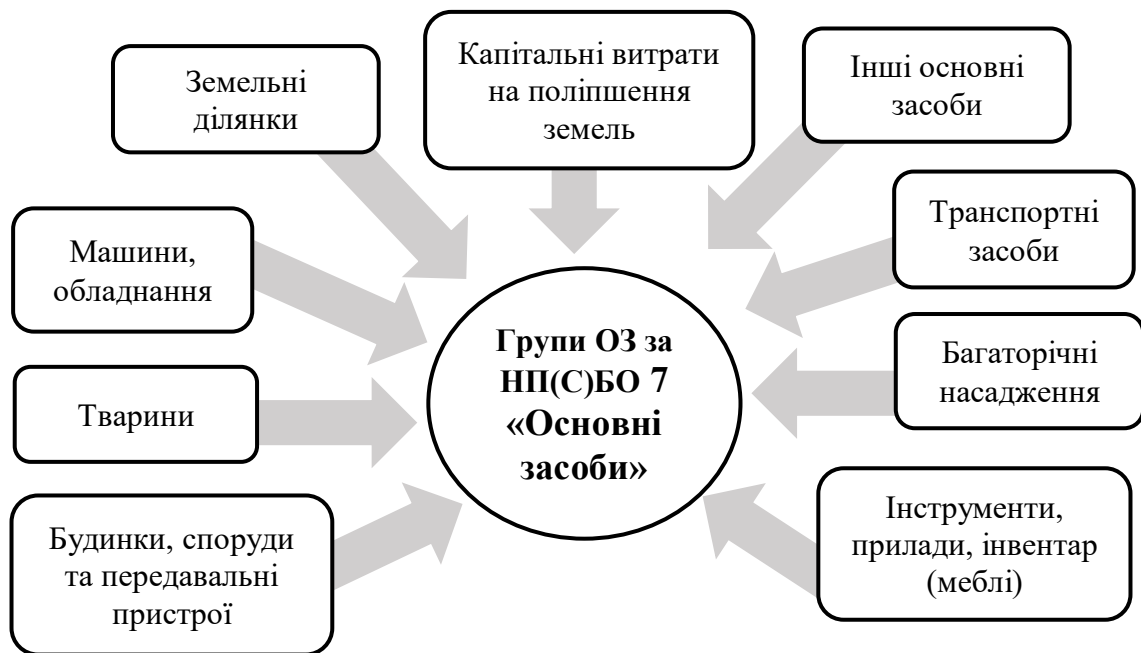 Земельні
ділянки
Капітальні витрати
на поліпшення
земель
Інші основні
засоби
Машини,
обладнання
Транспортні
засоби
Тварини
Багаторічні
насадження
Будинки, споруди
та передавальні
пристрої
Інструменти,
прилади, інвентар
(меблі)
Групи ОЗ за
НП(С)БО 7
«Основні
засоби»